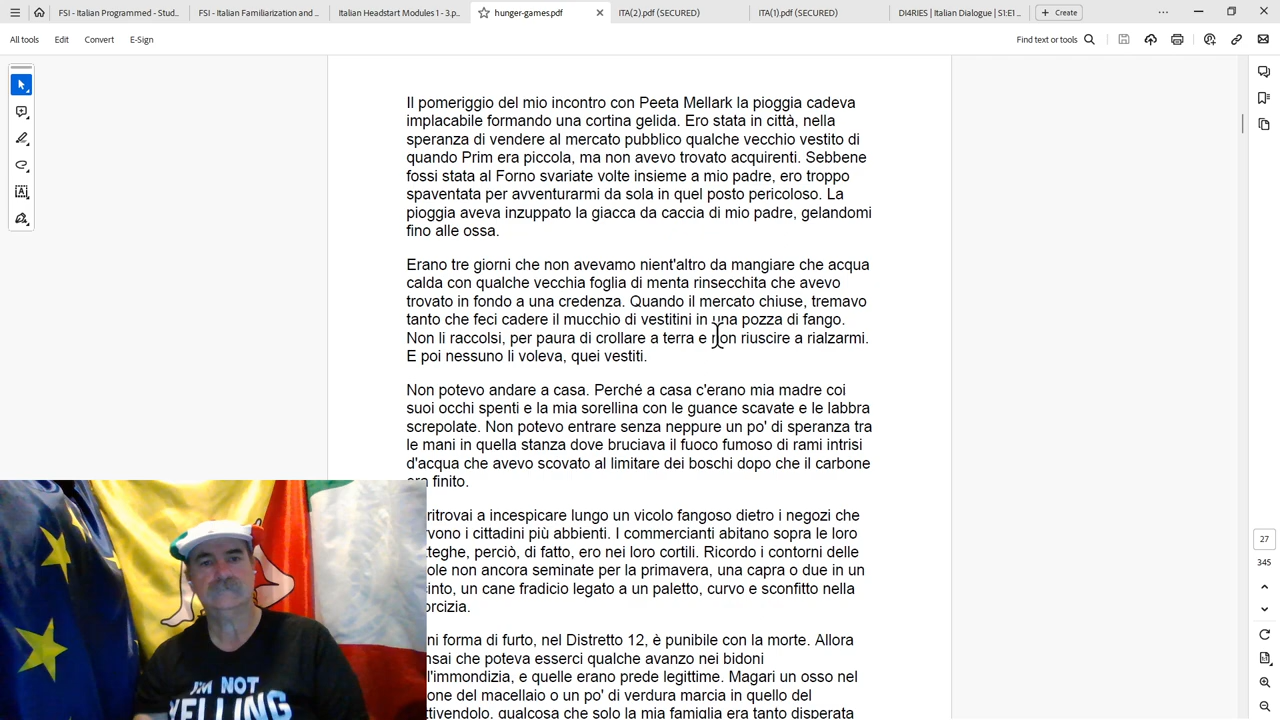 FSI - Italian Programmed - Stud...
FSI - Italian Familiarization and ...
Italian Headstart Modules 1 - 3.p...
hunger-games.pdf
ITA(2).pdf (SECURED)
ITA(1).pdf (SECURED)
DI4RIES | Italian Dialogue | S1:E1 ...
Create
All tools
Edit
Convert
E-Sign
Find text or tools
Il pomeriggio del mio incontro con Peeta Mellark la pioggia cadeva
implacabile formando una cortina gelida. Ero stata in città, nella
speranza di vendere al mercato pubblico qualche vecchio vestito di
quando Prim era piccola, ma non avevo trovato acquirenti. Sebbene
fossi stata al Forno svariate volte insieme a mio padre, ero troppo
spaventata per avventurarmi da sola in quel posto pericoloso. La
pioggia aveva inzuppato la giacca da caccia di mio padre, gelandomi
fino alle ossa.
Erano tre giorni che non avevamo nient'altro da mangiare che acqua
calda con qualche vecchia foglia di menta rinsecchita che avevo
trovato in fondo a una credenza. Quando il mercato chiuse, tremavo
tanto che feci cadere il mucchio di vestitini in una pozza di fango.
Non li raccolsi, per paura di crollare a terra e non riuscire a rialzarmi.
E poi nessuno li voleva, quei vestiti.
Non potevo andare a casa. Perché a casa c'erano mia madre coi
suoi occhi spenti e la mia sorellina con le guance scavate e le labbra
screpolate. Non potevo entrare senza neppure un po' di speranza tra
le mani in quella stanza dove bruciava il fuoco fumoso di rami intrisi
d'acqua che avevo scovato al limitare dei boschi dopo che il carbone
finito.
ritrovai a incespicare lungo un vicolo fangoso dietro i negozi che
i cittadini più abbienti. I commercianti abitano sopra le loro
perciò, di fatto, ero nei loro cortili. Ricordo i contorni delle
non ancora seminate per la primavera, una capra o due in un
un cane fradicio legato a un paletto, curvo e sconfitto nella
forma di furto, nel Distretto 12, è punibile con la morte. Allora
che poteva esserci qualche avanzo nei bidoni
e quelle erano prede legittime. Magari un osso nel
del macellaio o un po' di verdura marcia in quello del
qualcosa che solo la mia famiglia era tanto disperata
27
345
I'M NOT
YELLING